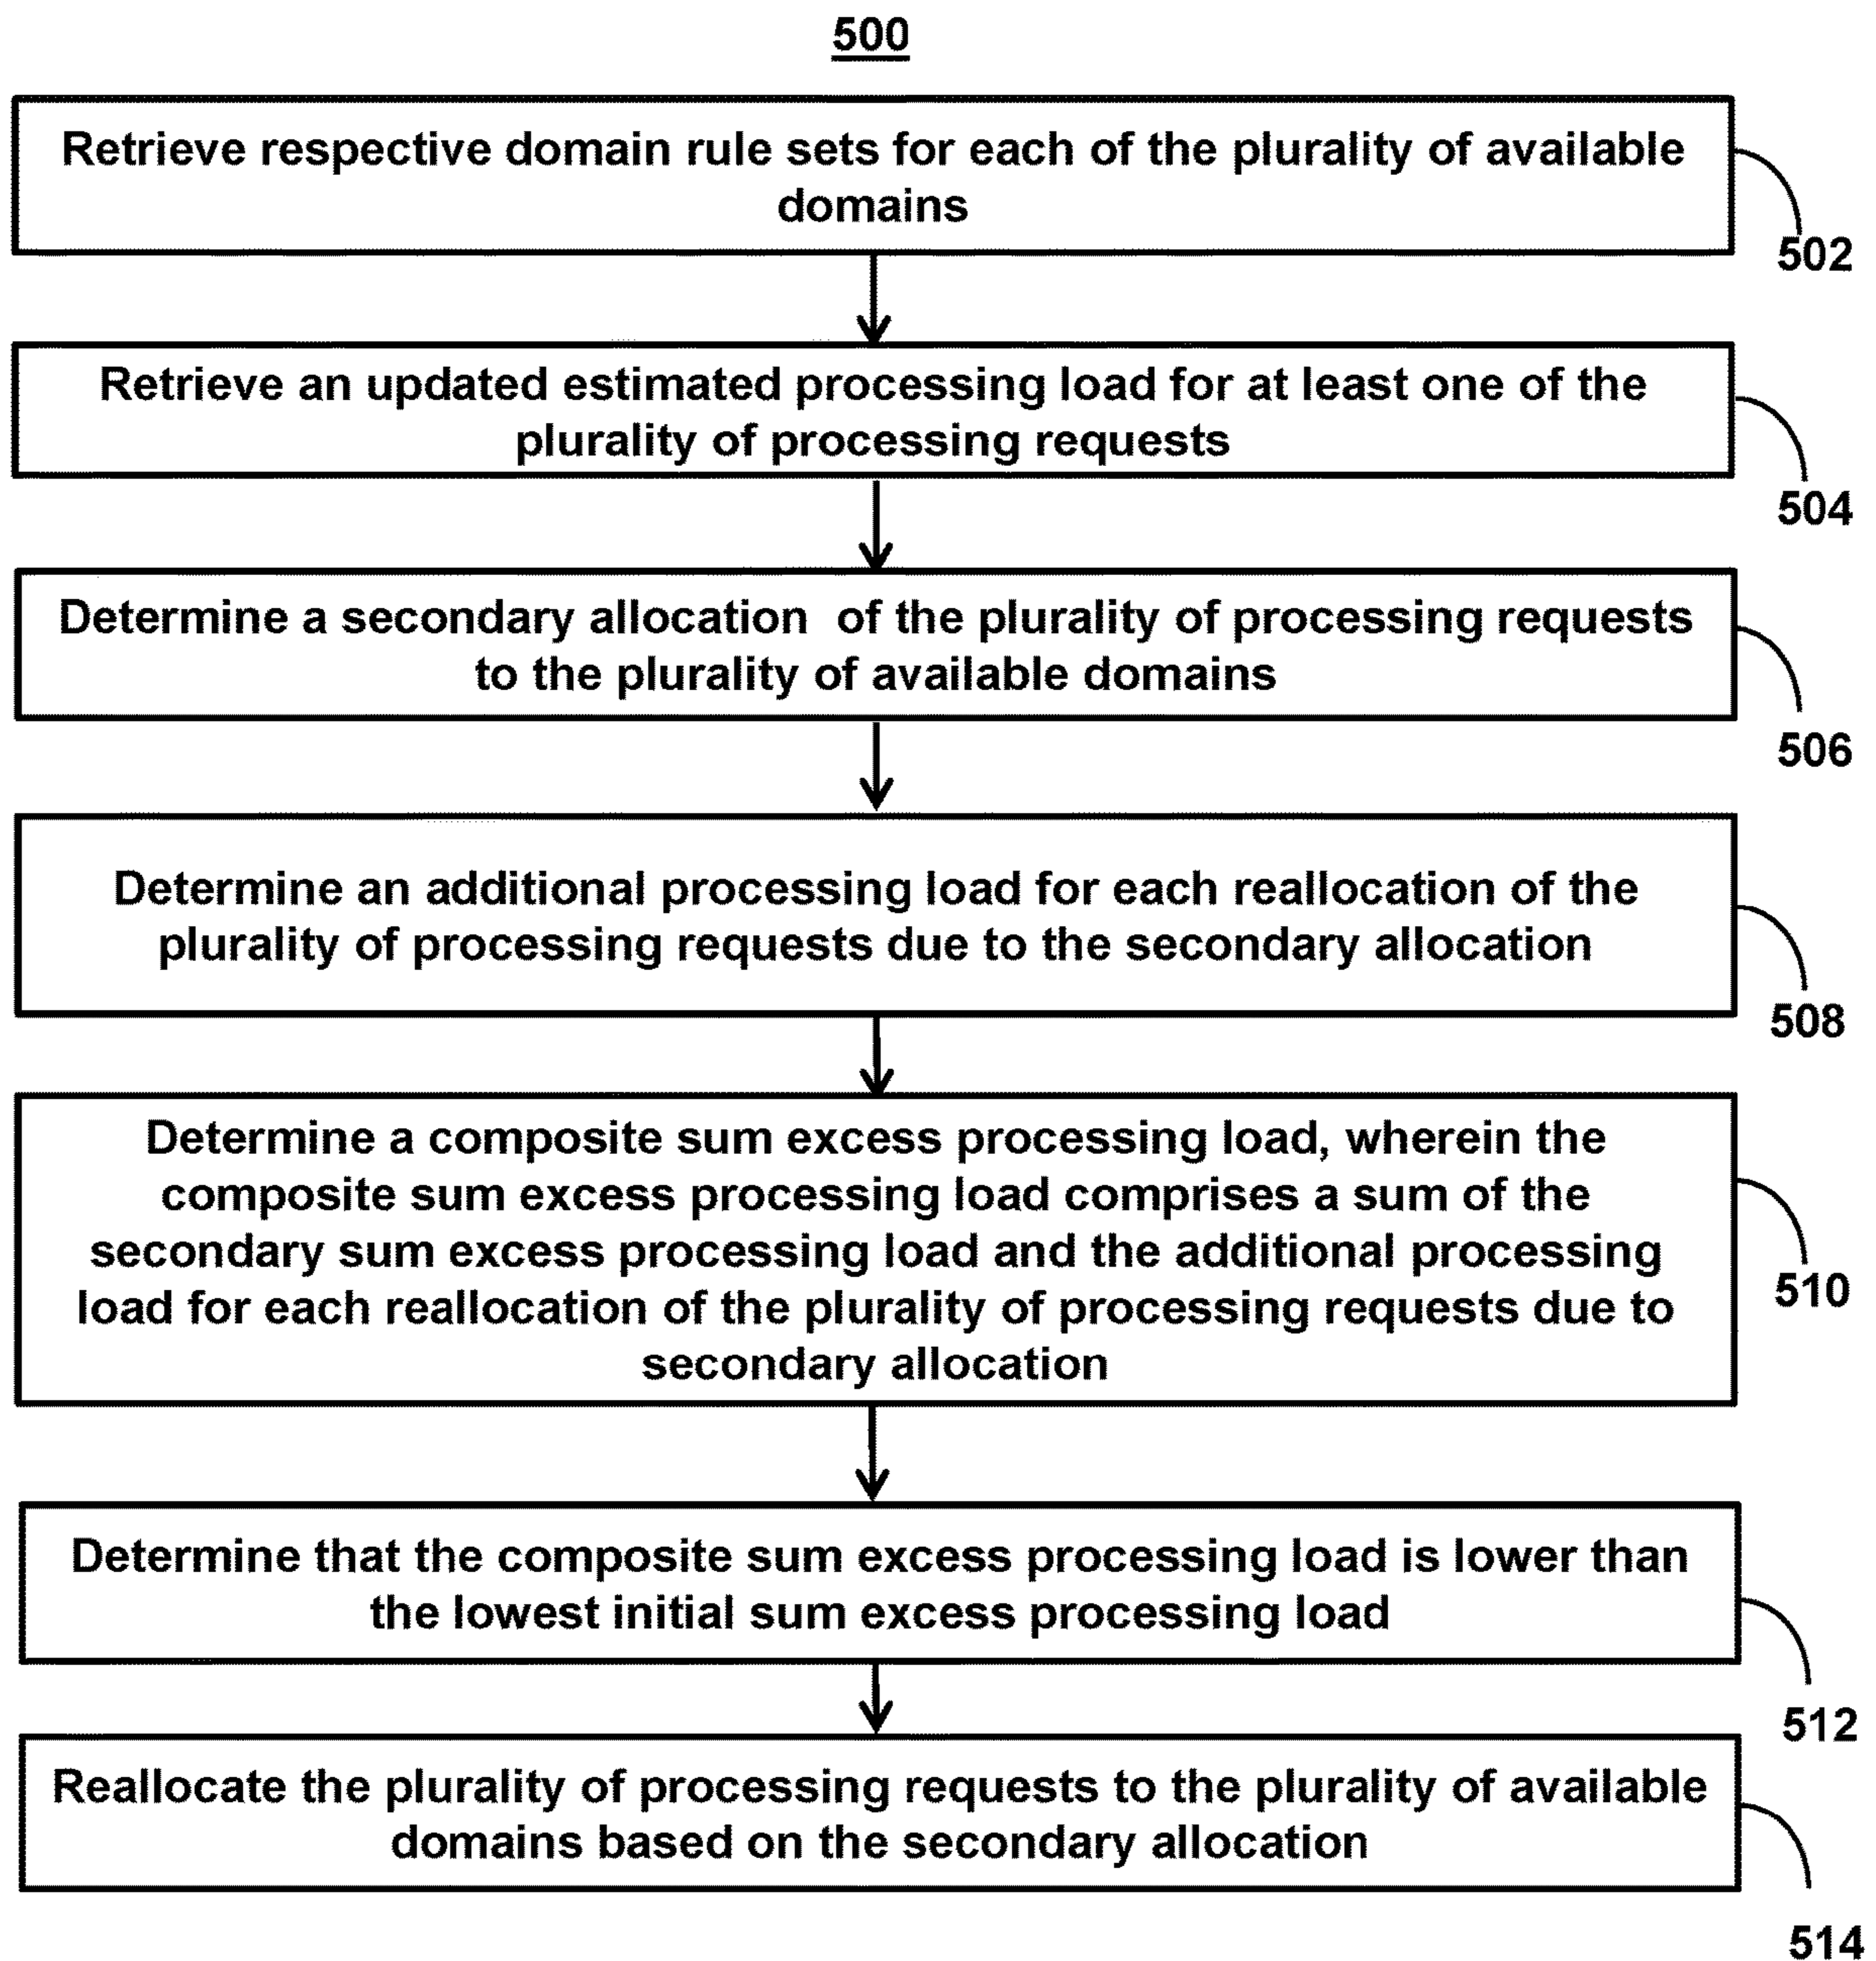 500
Retrieve respective domain rule sets for each of the plurality of available
domains
502
Retrieve an updated estimated processing load for at least one of the
plurality of processing requests
504
Determine a secondary allocation of the plurality of processing requests
to the plurality of available domains
506
Determine an additional processing load for each reallocation of the
plurality of processing requests due to the secondary allocation
508
Determine a composite sum excess processing load, wherein the
composite sum excess processing load comprises a sum of the
secondary sum excess processing load and the additional processing
load for each reallocation of the plurality of processing requests due to
secondary allocation
510
Determine that the composite sum excess processing load is lower than
the lowest initial sum excess processing load
512
Reallocate the plurality of processing requests to the plurality of available
domains based on the secondary allocation
514